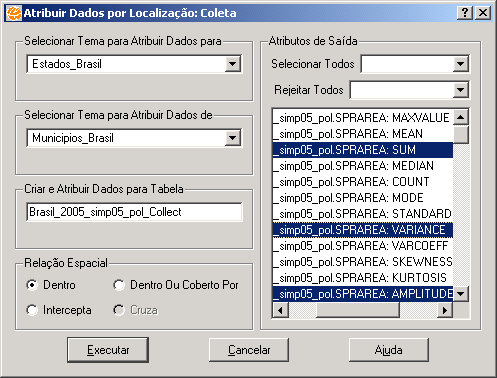 Atribuir Dados por Localização: Coleta
Selecionar Tema para Atribuir Dados para
Estados_Brasil
Selecionar Tema para Atribuir Dados de
Municipios_Brasil
Criar e Atribuir Dados para Tabela
Brasil_2005_simp05_pol_Collect
Relação Espacial
Dentro
Dentro Ou Coberto Por
Intercepta
Cruza
Atributos de Saída
Selecionar Todos
Rejeitar Todos
_simp05_pol.SPRAREA: MAXVALUE
_simp05_pol.SPRAREA: MEAN
_simp05_pol.SPRAREA: SUM
_simp05_pol.SPRAREA: MEDIAN
_simp05_pol.SPRAREA: COUNT
_simp05_pol.SPRAREA: MODE
_simp05_pol.SPRAREA: STANDARD
_simp05_pol.SPRAREA: VARIANCE
_simp05_pol.SPRAREA: VARCOEFF
_simp05_pol.SPRAREA: SKEWNESS
_simp05_pol.SPRAREA: KURTOSIS
_simp05_pol.SPRAREA: AMPLITUDE
Executar
Cancelar
Ajuda